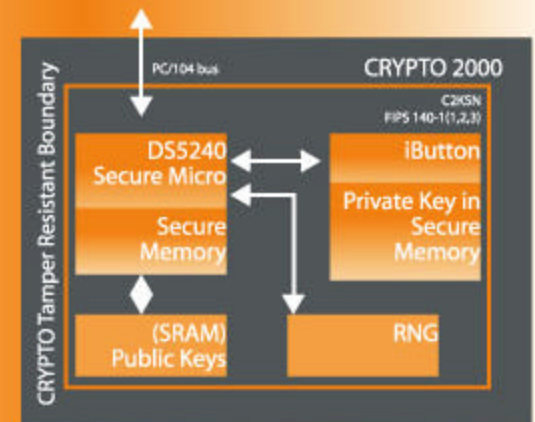 PC/104 bus
CRYPTO 2000
C2KSN
FIPS 140-1(1,2,3)
CRYPTO Tamper Resistant Boundary
DS5240
Secure Micro
Secure
Memory
iButton
Private Key in
Secure
Memory
(SRAM)
Public Keys
RNG